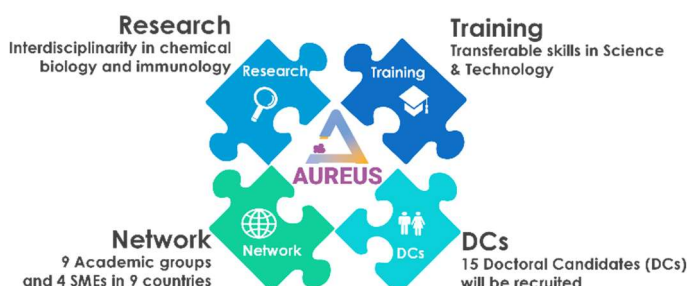 Research
Interdisciplinarity in chemical
biology and immunology
Research
Training
Training
Transferable skills in Science
& Technology
AUREUS
Network
9 Academic groups
and 4 SMEs in 9 countries
Network
DCs
DCs
15 Doctoral Candidates (DCs)
will be recruited